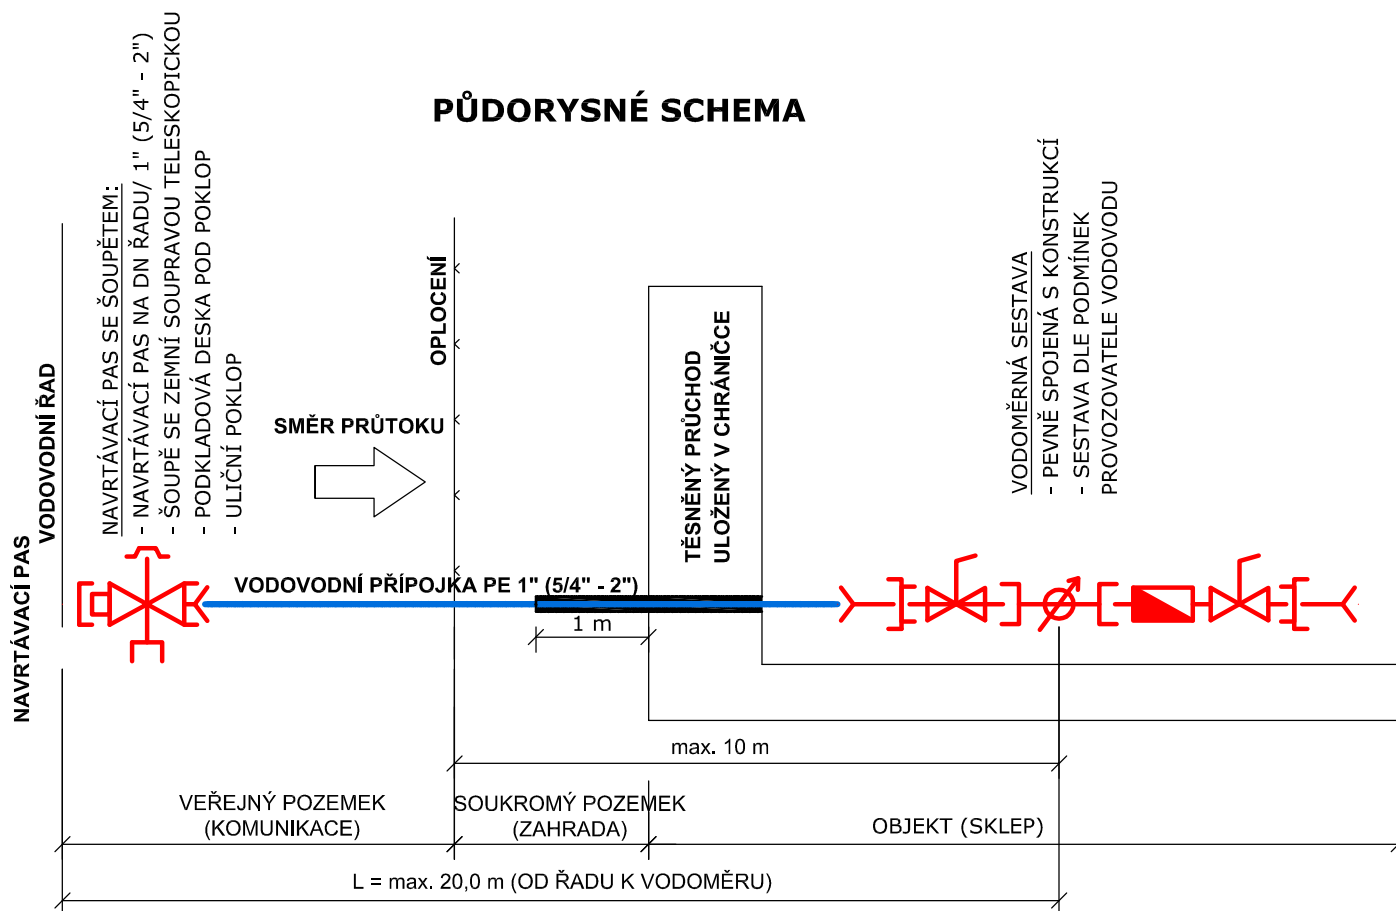 PŮDORYSNÉ SCHEMA
NAVRTÁVACÍ PAS
VODOVODNÍ ŘAD
NAVRTÁVACÍ PAS SE ŠOUPĚTEM:
- NAVRTÁVACÍ PAS NA DN ŘADU/ 1" (5/4" - 2")
- ŠOUPĚ SE ZEMNÍ SOUPRAVOU TELESKOPICKOU
- PODKLADOVÁ DESKA POD POKLOP
- ULIČNÍ POKLOP
SMĚR PRŮTOKU
OPLOCENÍ
TĚSNĚNÝ PRŮCHOD
ULOŽENÝ V CHRÁNIČCE
VODOMĚRNÁ SESTAVA
- PEVNĚ SPOJENÁ S KONSTRUKCÍ
- SESTAVA DLE PODMÍNEK
PROVOZOVATELE VODOVODU
VODOVODNÍ PŘÍPOJKA PE 1" (5/4" - 2")
1 m
max. 10 m
VEŘEJNÝ POZEMEK
(KOMUNIKACE)
SOUKROMÝ POZEMEK
(ZAHRADA)
OBJEKT (SKLEP)
L = max. 20,0 m (OD ŘADU K VODOMĚRU)